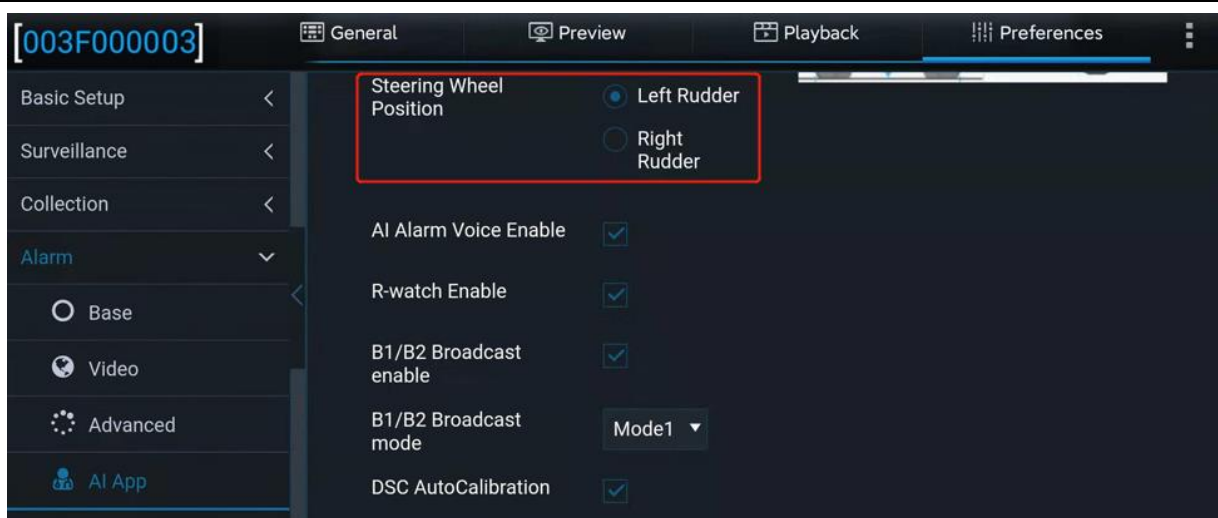 [003F000003]
General
Preview
Playback
Preferences
Basic Setup
Surveillance
Collection
Alarm
Base
Video
Advanced
AI App
Steering Wheel
Position
Left Rudder
Right
Rudder
AI Alarm Voice Enable
R-watch Enable
B1/B2 Broadcast
enable
B1/B2 Broadcast
mode
Mode1
DSC AutoCalibration